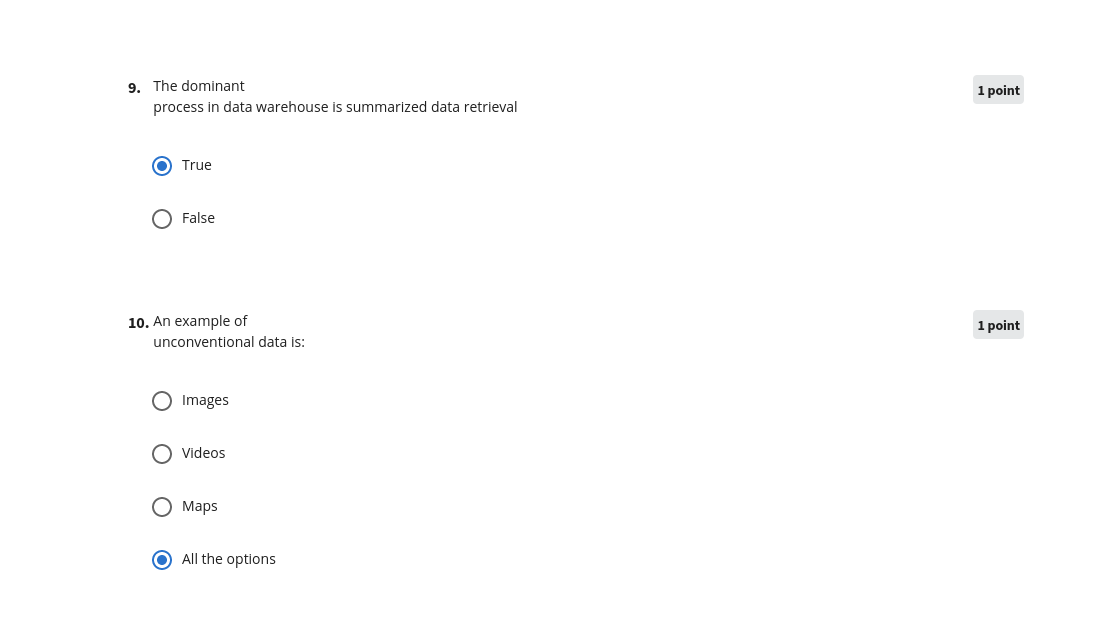 9. The dominant
1 point
process in data warehouse is summarized data retrieval
True
False
10. An example of
1 point
unconventional data is:
Images
Videos
Maps
All the options